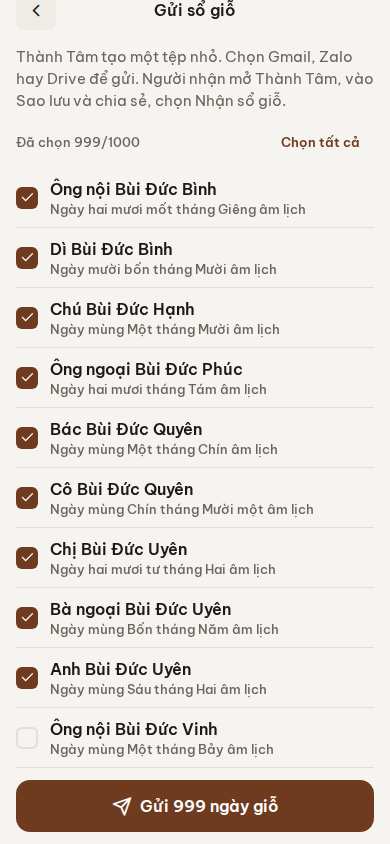 Gửi sổ giỗ
Thành Tâm tạo một tệp nhỏ. Chọn Gmail, Zalo
hay Drive để gửi. Người nhận mở Thành Tâm, vào
Sao lưu và chia sẻ, chọn Nhận sổ giỗ.
Đã chọn 999/1000
Chọn tất cả
Ông nội Bùi Đức Bình
Ngày hai mươi mốt tháng Giêng âm lịch
Dì Bùi Đức Bình
Ngày mười bốn tháng Mười âm lịch
Chú Bùi Đức Hạnh
Ngày mùng Một tháng Mười âm lịch
Ông ngoại Bùi Đức Phúc
Ngày hai mươi tháng Tám âm lịch
Bác Bùi Đức Quyên
Ngày mùng Một tháng Chín âm lịch
Cô Bùi Đức Quyên
Ngày mùng Chín tháng Mười một âm lịch
Chị Bùi Đức Uyên
Ngày hai mươi tư tháng Hai âm lịch
Bà ngoại Bùi Đức Uyên
Ngày mùng Bốn tháng Năm âm lịch
Anh Bùi Đức Uyên
Ngày mùng Sáu tháng Hai âm lịch
Ông nội Bùi Đức Vinh
Ngày mùng Một tháng Bảy âm lịch
Gửi 999 ngày giỗ